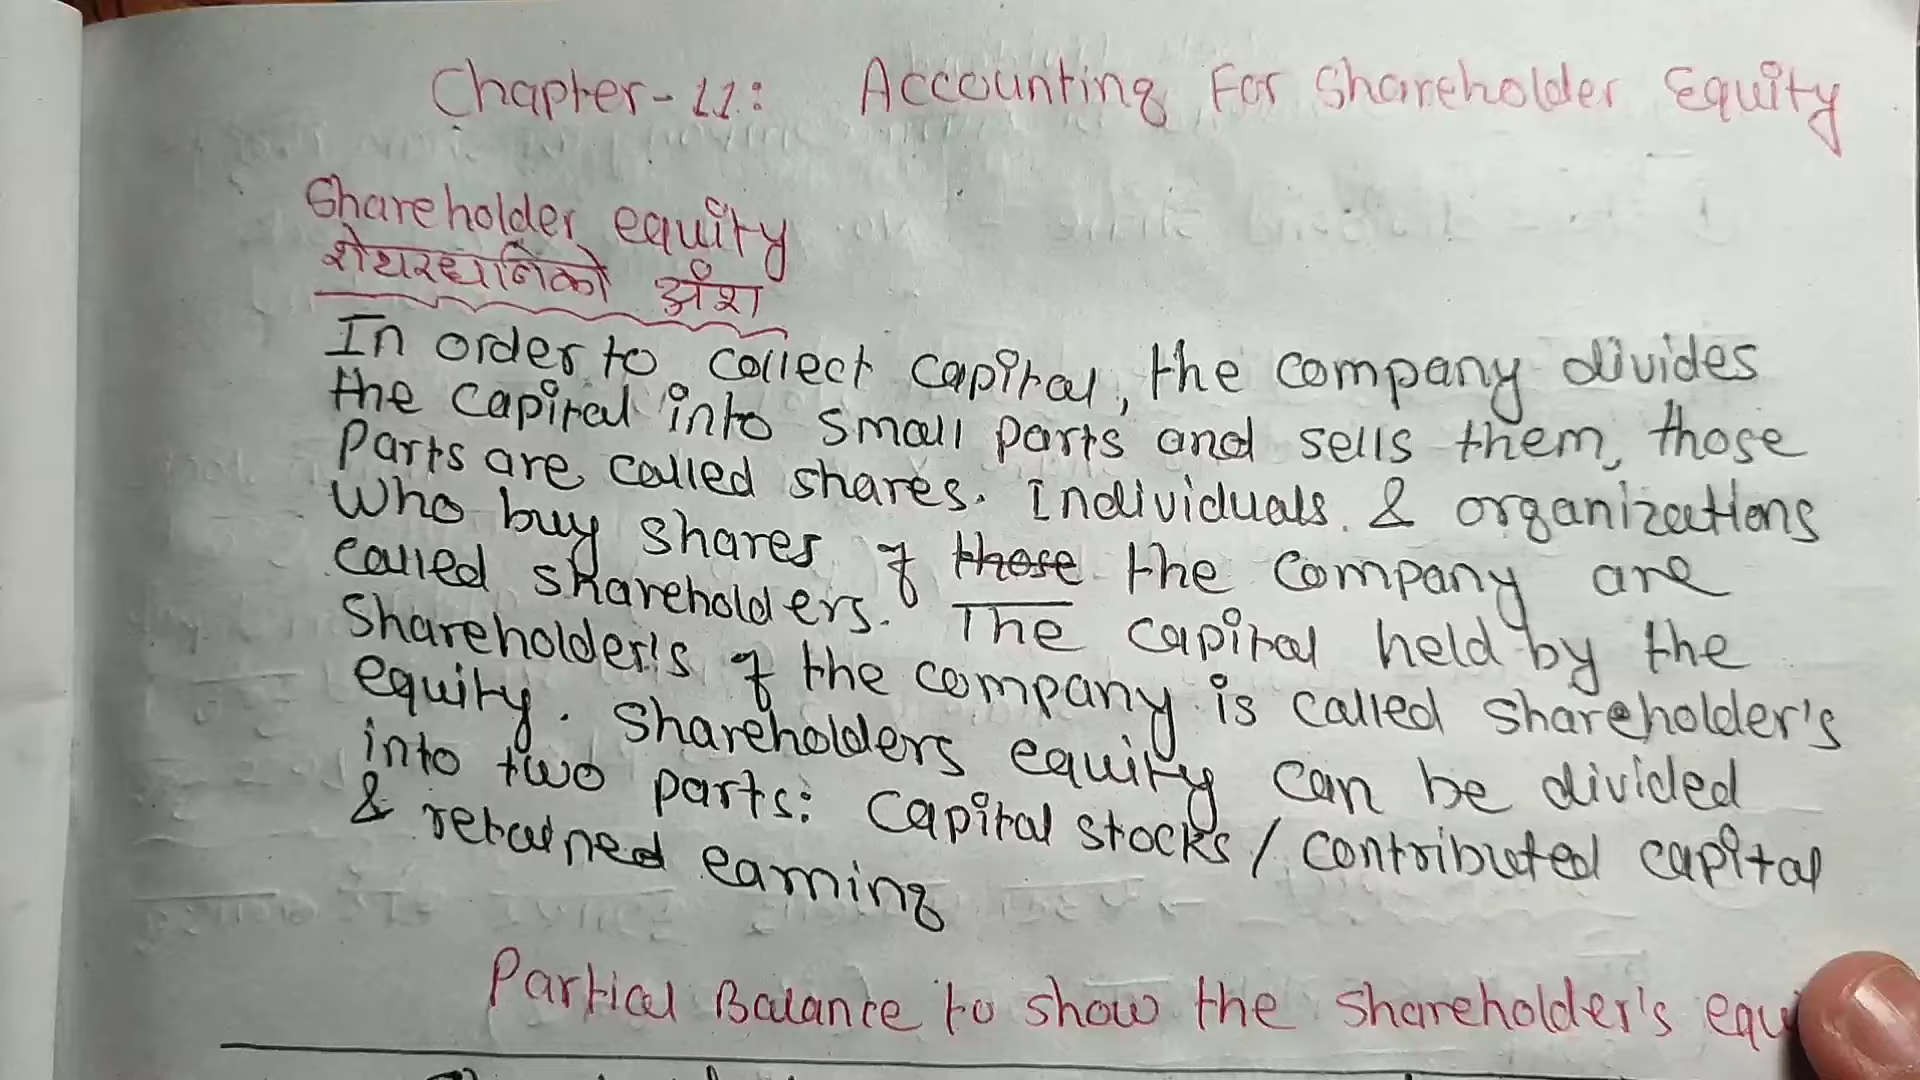 Chapter-11: Accounting For Shareholder Equity
Shareholder equity
शेयरधनिको अंश
In order to collect capital, the company divides
the capital into small parts and sells them, those
parts are called shares. Individuals & organizations
who buy shares of those the company are
called shareholders. The capital held by the
Shareholder's of the company is called shareholder's
equity. Shareholders equity can be divided
into two parts: Capital stocks / contributed capital
& retained earning
Partical Balance to show the Shareholder's